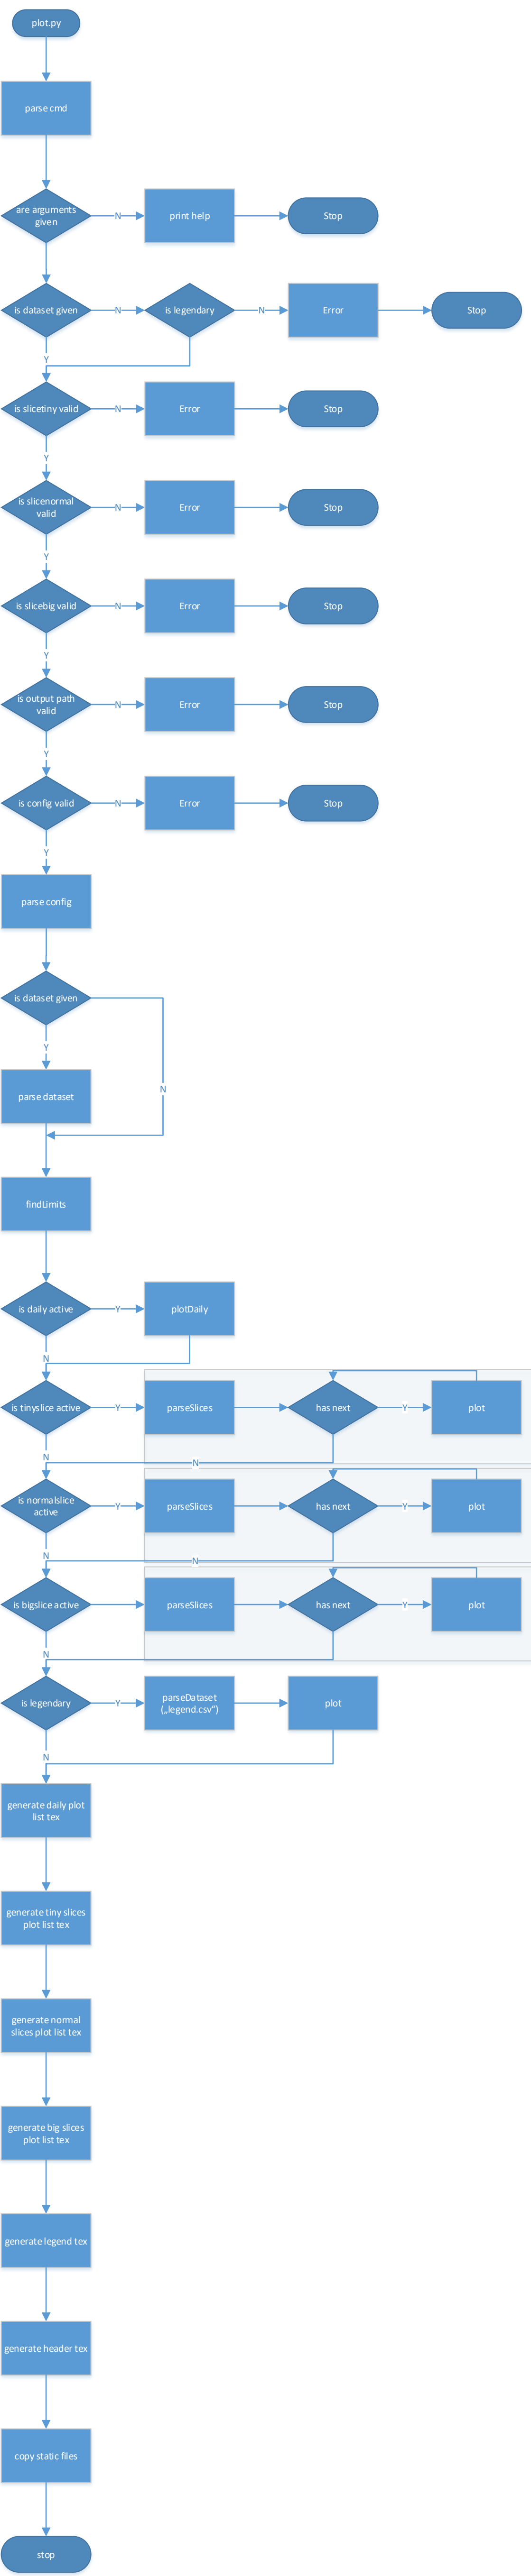 plot.py
parse cmd
are arguments
given
N
print help
Stop
is dataset given
N
is legendary
N
Error
Stop
Y
is slicetiny valid
N
Error
Stop
Y
is slicenormal
valid
N
Error
Stop
Y
is slicebig valid
N
Error
Stop
Y
is output path
valid
N
Error
Stop
Y
is config valid
N
Error
Stop
Y
parse config
is dataset given
Y
N
parse dataset
findLimits
is daily active
Y
plotDaily
N
is tinyslice active
Y
parseSlices
has next
Y
plot
N
N
is normalslice
active
Y
parseSlices
has next
Y
plot
N
N
is bigslice active
parseSlices
has next
Y
plot
N
is legendary
Y
parseDataset
(„legend.csv“)
plot
N
generate daily plot
list tex
generate tiny slices
plot list tex
generate normal
slices plot list tex
generate big slices
plot list tex
generate legend tex
generate header tex
copy static files
stop